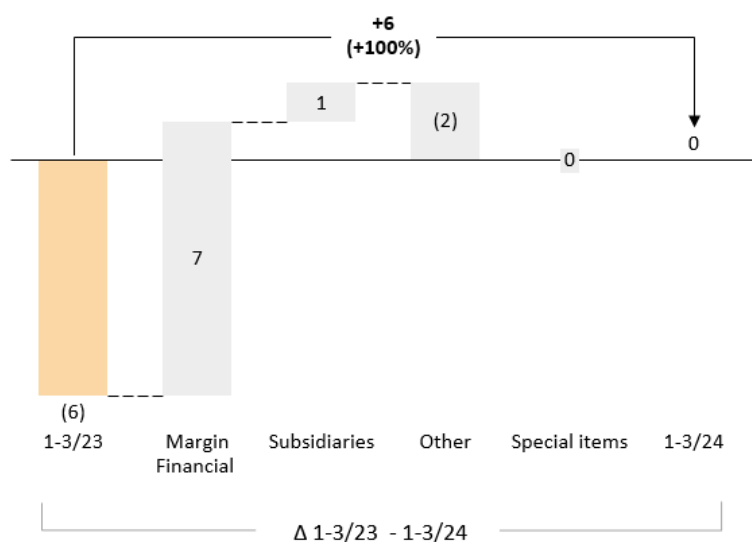 +6
(+100%)
1
(2)
0
0
7
(6)
1-3/23
Margin
Financial
Subsidiaries
Other
Special items
1-3/24
Δ 1-3/23 - 1-3/24